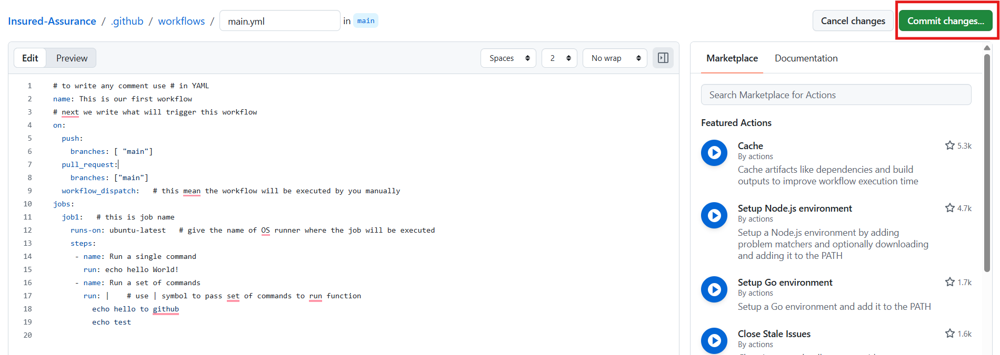 Insured-Assurance / .github / workflows / main.yml in main
Cancel changes
Commit changes...
Edit
Preview
Spaces
2
No wrap
1 # to write any comment use # in YAML
2 name: This is our first workflow
3 # next we write what will trigger this workflow
4 on:
5 push:
6 branches: [ "main"]
7 pull_request:
8 branches: ["main"]
9 workflow_dispatch: # this mean the workflow will be executed by you manually
10 jobs:
11 job1: # this is job name
12 runs-on: ubuntu-latest # give the name of OS runner where the job will be executed
13 steps:
14 - name: Run a single command
15 run: echo hello World!
16 - name: Run a set of commands
17 run: | # use | symbol to pass set of commands to run function
18 echo hello to github
19 echo test
20
Marketplace
Documentation
Search Marketplace for Actions
Featured Actions
Cache
5.3k
By actions
Cache artifacts like dependencies and build
outputs to improve workflow execution time
Setup Node.js environment
4.7k
By actions
Setup a Node.js environment by adding
problem matchers and optionally downloading
and adding it to the PATH
Setup Go environment
1.7k
By actions
Setup a Go environment and add it to the PATH
Close Stale Issues
1.6k
By actions